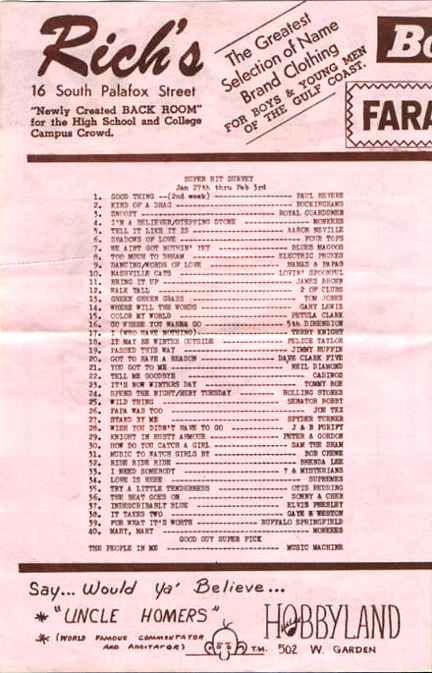 Rich's
16 South Palafox Street
"Newly Created BACK ROOM"
for the High School and College
Campus Crowd.
The Greatest
Selection of Name
Brand Clothing
FOR BOYS & YOUNG MEN
OF THE GULF COAST.
FARA
SUPER HIT SURVEY
Jan 27th thru Feb 3rd
1. GOOD THING --(2nd week) ---------------- PAUL REVERE
2. KIND OF A DRAG ---------------- BUCKINGHAMS
3. SNOOPY ---------------- ROYAL GUARDSMEN
4. I'M A BELIEVER/STEPPING STONE ---------------- MONKEES
5. TELL IT LIKE IT IS ---------------- AARON NEVILLE
6. SHADOWS OF LOVE ---------------- FOUR TOPS
7. WE AINT GOT NOTHIN' YET ---------------- BLUES MAGOOS
8. TOO MUCH TO DREAM ---------------- ELECTRIC PRUNES
9. DANCING/WORDS OF LOVE ---------------- MAMAS & PAPAS
10. NASHVILLE CATS ---------------- LOVIN' SPOONFUL
11. BRING IT UP ---------------- JAMES BROWN
12. WALK TALL ---------------- 2 OF CLUBS
13. GREEN GREEN GRASS ---------------- TOM JONES
14. WHERE WILL THE WORDS ---------------- GARY LEWIS
15. COLOR MY WORLD ---------------- PETULA CLARK
16. GO WHERE YOU WANNA GO ---------------- 5th DIMENSION
17. I (WHO HAVE NOTHING) ---------------- TERRY KNIGHT
18. IT MAY BE WINTER OUTSIDE ---------------- FELICE TAYLOR
19. PASSED THIS WAY ---------------- JIMMY RUFFIN
20. GOT TO HAVE A REASON ---------------- DAVE CLARK FIVE
21. YOU GOT TO ME ---------------- NEIL DIAMOND
22. TELL ME GOODBYE ---------------- CASINOS
23. IT'S NOW WINTERS DAY ---------------- TOMMY ROE
24. SPEND THE NIGHT/RUBY TUESDAY ---------------- ROLLING STONES
25. WILD THING ---------------- SENATOR BOBBY
26. PAPA WAS TOO ---------------- JOE TEX
27. STAND BY ME ---------------- SPYDER TURNER
28. WISH YOU DIDN'T HAVE TO GO ---------------- J & B PURIFY
29. KNIGHT IN RUSTY ARMOUR ---------------- PETER & GORDON
30. HOW DO YOU CATCH A GIRL ---------------- SAM THE SHAM
31. MUSIC TO WATCH GIRLS BY ---------------- BOB CREWE
32. RIDE RIDE RIDE ---------------- BRENDA LEE
33. I NEED SOMEBODY ---------------- ? & MYSTERIANS
34. LOVE IS HERE ---------------- SUPREMES
35. TRY A LITTLE TENDERNESS ---------------- OTIS REDDING
36. THE BEAT GOES ON ---------------- SONNY & CHER
37. INDESCRIBABLY BLUE ---------------- ELVIS PRESLEY
38. IT TAKES TWO ---------------- GAYE & WESTON
39. FOR WHAT IT'S WORTH ---------------- BUFFALO SPRINGFIELD
40. MARY, MARY ---------------- MONKEES
GOOD GUY SUPER PICK
THE PEOPLE IN ME ---------------- MUSIC MACHINE
Say... Would Ya' Believe...
* "UNCLE HOMERS"
* (WORLD FAMOUS COMMENTATOR
AND AGGITATOR) T.M.
HOBBYLAND
502 W. GARDEN